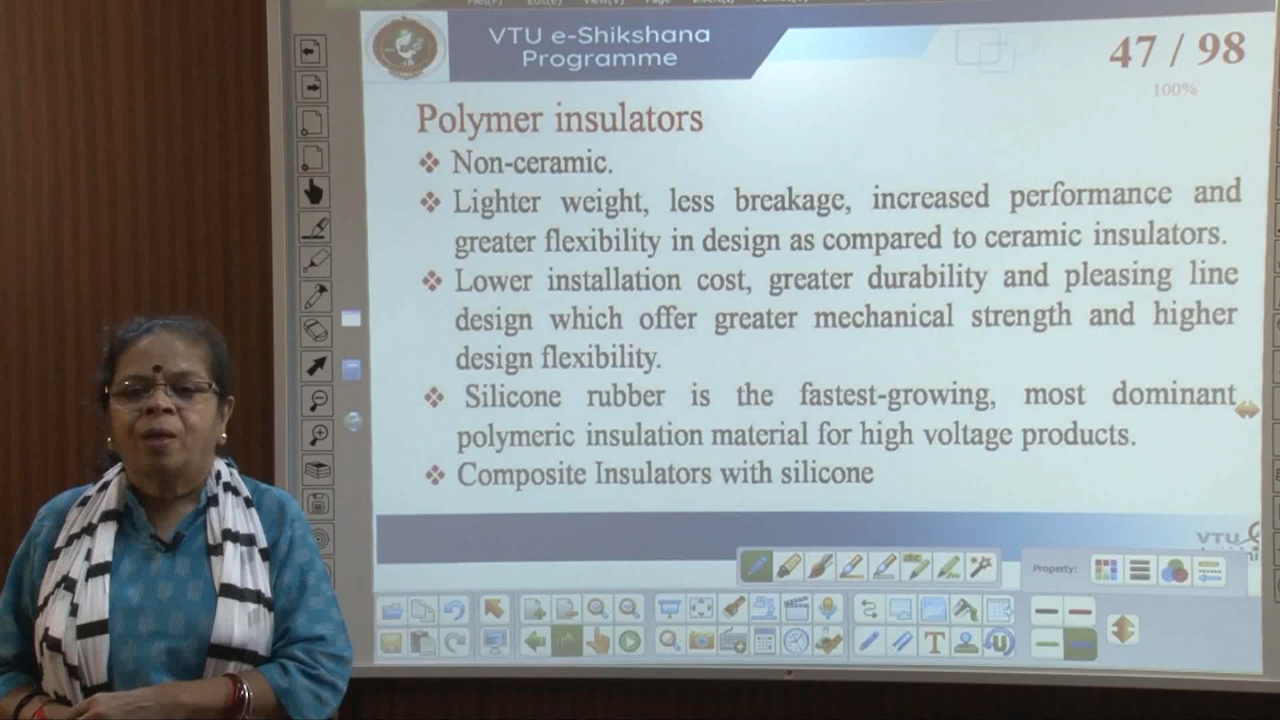 VTU e-Shikshana
Programme
47 / 98
100%
Polymer insulators
❖ Non-ceramic.
❖ Lighter weight, less breakage, increased performance and
greater flexibility in design as compared to ceramic insulators.
❖ Lower installation cost, greater durability and pleasing line
design which offer greater mechanical strength and higher
design flexibility.
❖ Silicone rubber is the fastest-growing, most dominant
polymeric insulation material for high voltage products.
❖ Composite Insulators with silicone
VTU
Property: